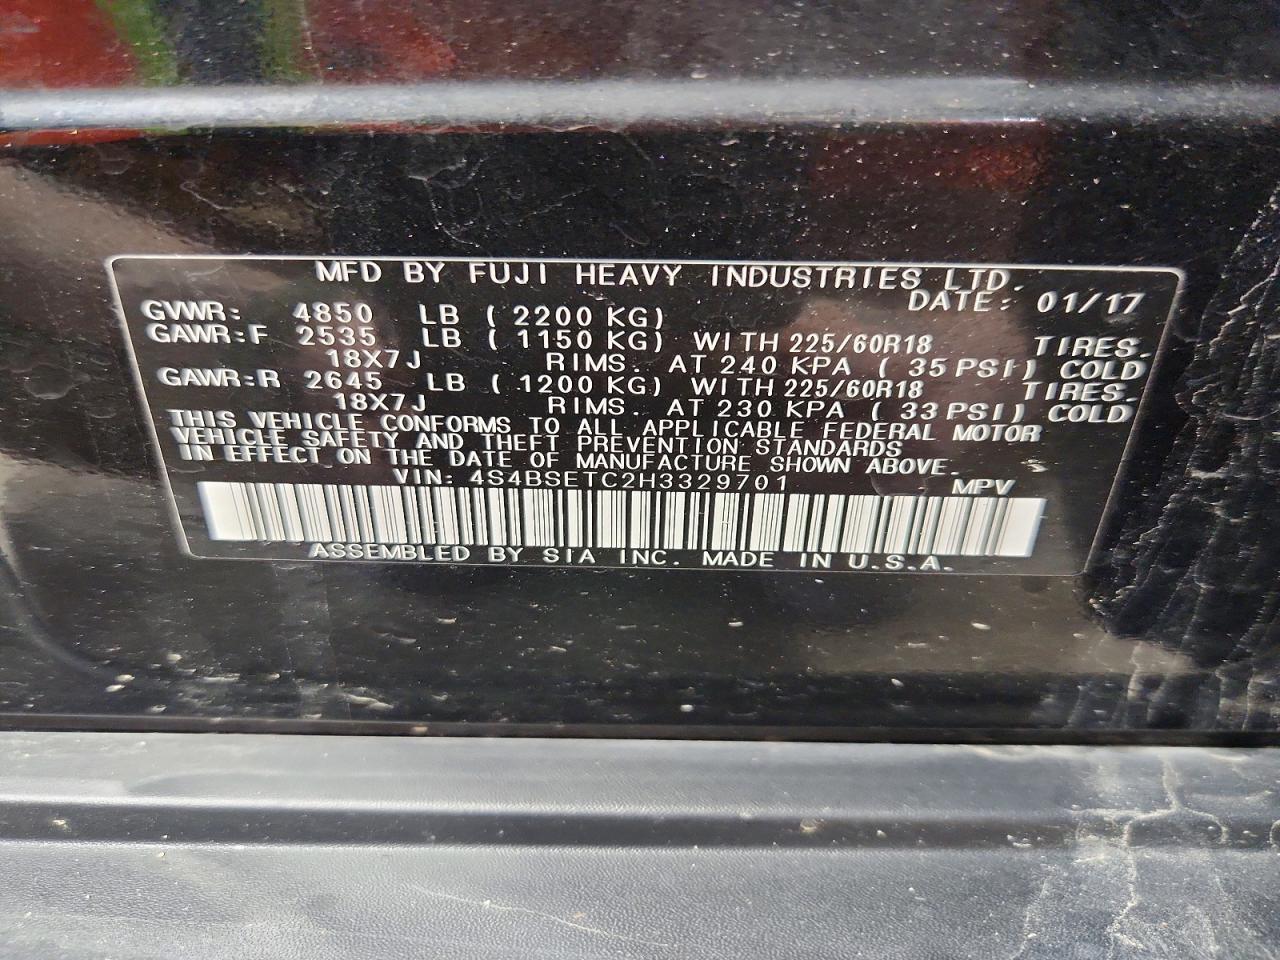 MFD BY FUJI HEAVY INDUSTRIES LTD.
DATE: 01/17
GVWR: 4850 LB ( 2200 KG)
GAWR:F 2535 LB ( 1150 KG) WITH 225/60R18 TIRES.
18X7J RIMS. AT 240 KPA ( 35 PSI) COLD
GAWR:R 2645 LB ( 1200 KG) WITH 225/60R18 TIRES.
18X7J RIMS. AT 230 KPA ( 33 PSI) COLD
THIS VEHICLE CONFORMS TO ALL APPLICABLE FEDERAL MOTOR
VEHICLE SAFETY AND THEFT PREVENTION STANDARDS
IN EFFECT ON THE DATE OF MANUFACTURE SHOWN ABOVE.
VIN: 4S4BSETC2H3329701 MPV
ASSEMBLED BY SIA INC. MADE IN U.S.A.